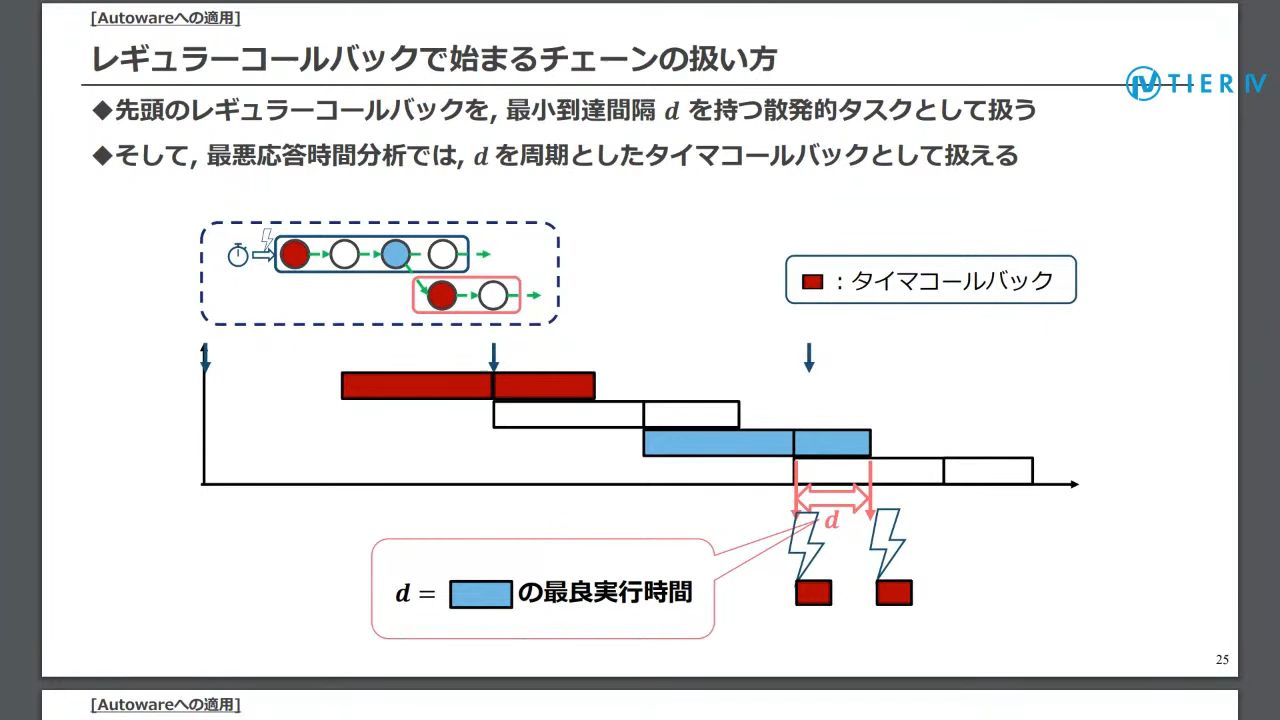 [Autowareへの適用]
レギュラーコールバックで始まるチェーンの扱い方
TIER IV
◆先頭のレギュラーコールバックを, 最小到達間隔 d を持つ散発的タスクとして扱う
◆そして, 最悪応答時間分析では, d を周期としたタイマコールバックとして扱える
：タイマコールバック
d
d = の最良実行時間
25
[Autowareへの適用]